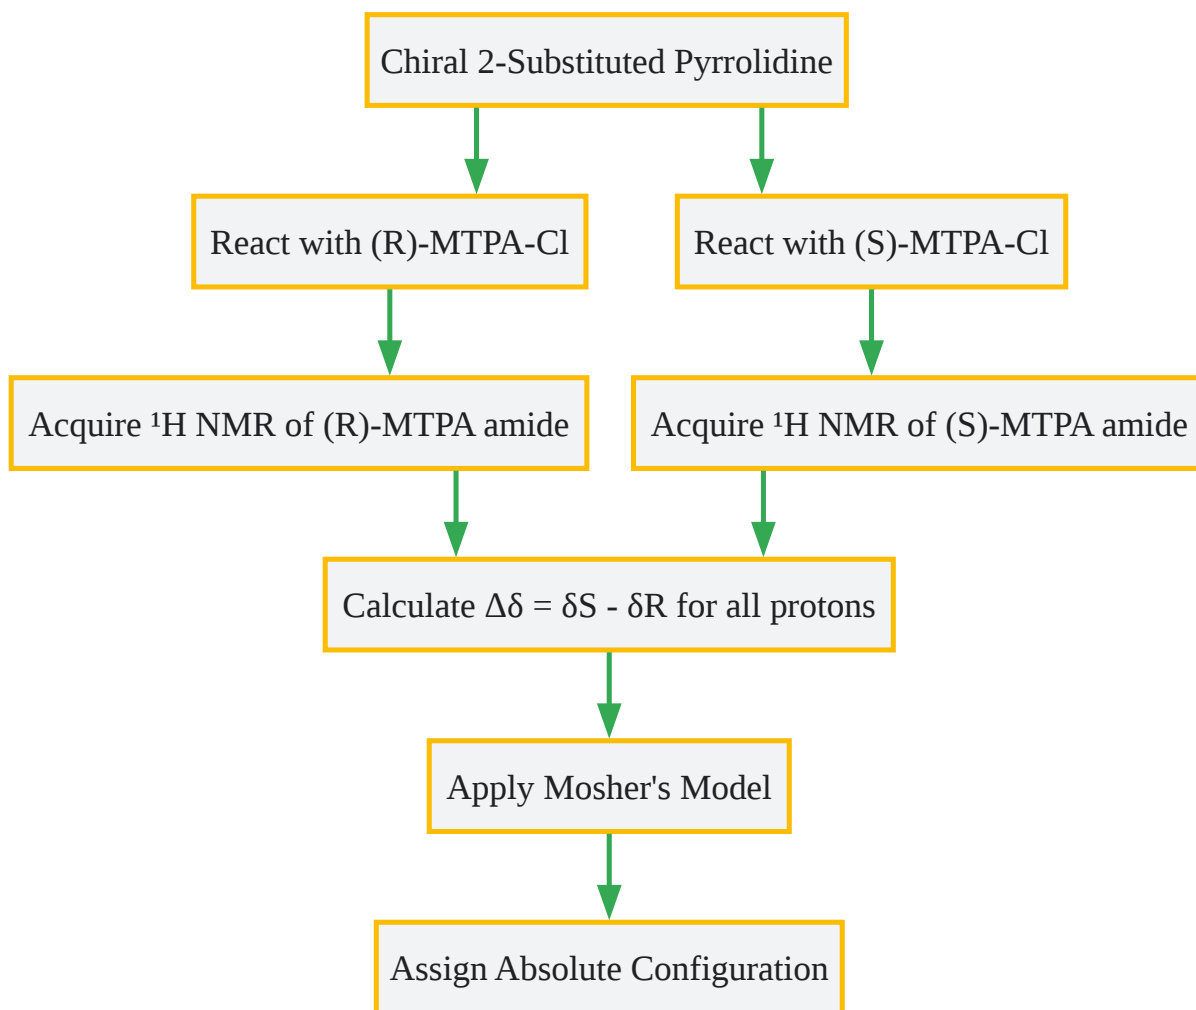 Chiral 2-Substituted Pyrrolidine
React with (R)-MTPA-Cl
React with (S)-MTPA-Cl
Acquire ¹H NMR of (R)-MTPA amide
Acquire ¹H NMR of (S)-MTPA amide
Calculate Δδ = δS - δR for all protons
Apply Mosher's Model
Assign Absolute Configuration